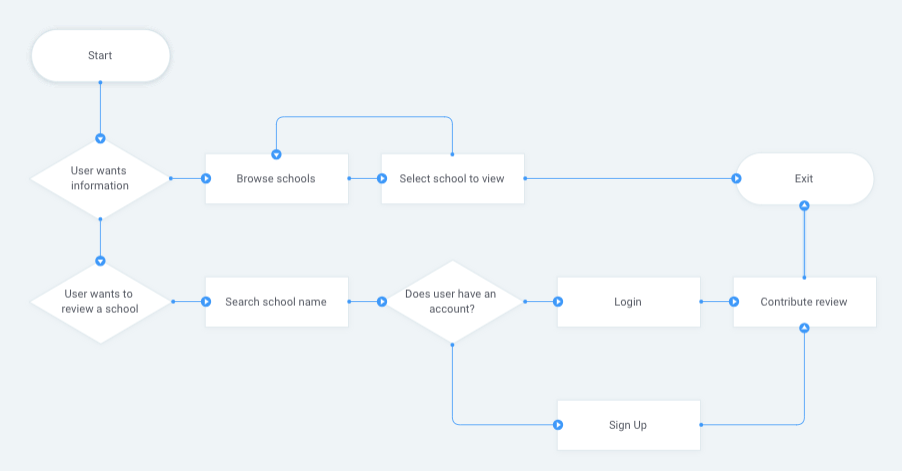 Start
User wants
information
Browse schools
Select school to view
Exit
User wants to
review a school
Search school name
Does user have an
account?
Login
Contribute review
Sign Up